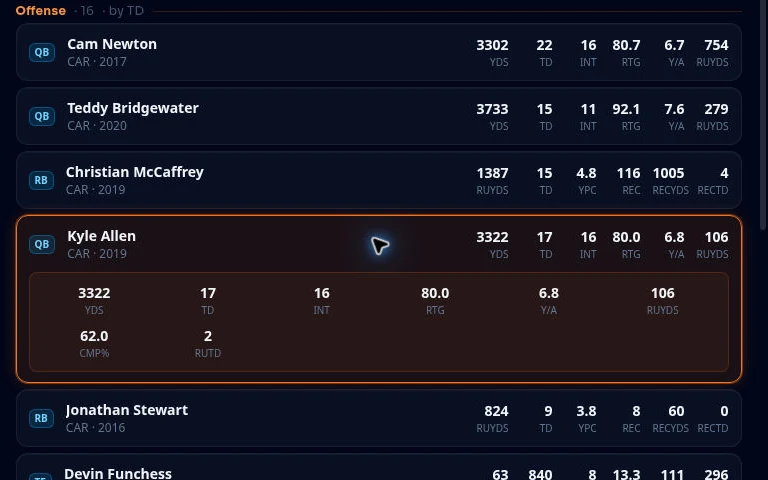 Offense · 16 · by TD
QB Cam Newton 3302 22 16 80.7 6.7 754
CAR · 2017 YDS TD INT RTG Y/A RUYDS
QB Teddy Bridgewater 3733 15 11 92.1 7.6 279
CAR · 2020 YDS TD INT RTG Y/A RUYDS
RB Christian McCaffrey 1387 15 4.8 116 1005 4
CAR · 2019 RUYDS TD YPC REC RECYDS RECTD
QB Kyle Allen 3322 17 16 80.0 6.8 106
CAR · 2019 YDS TD INT RTG Y/A RUYDS
3322 17 16 80.0 6.8 106
YDS TD INT RTG Y/A RUYDS
62.0 2
CMP% RUTD
RB Jonathan Stewart 824 9 3.8 8 60 0
CAR · 2016 RUYDS TD YPC REC RECYDS RECTD
Devin Funchess 63 840 8 13.3 111 296